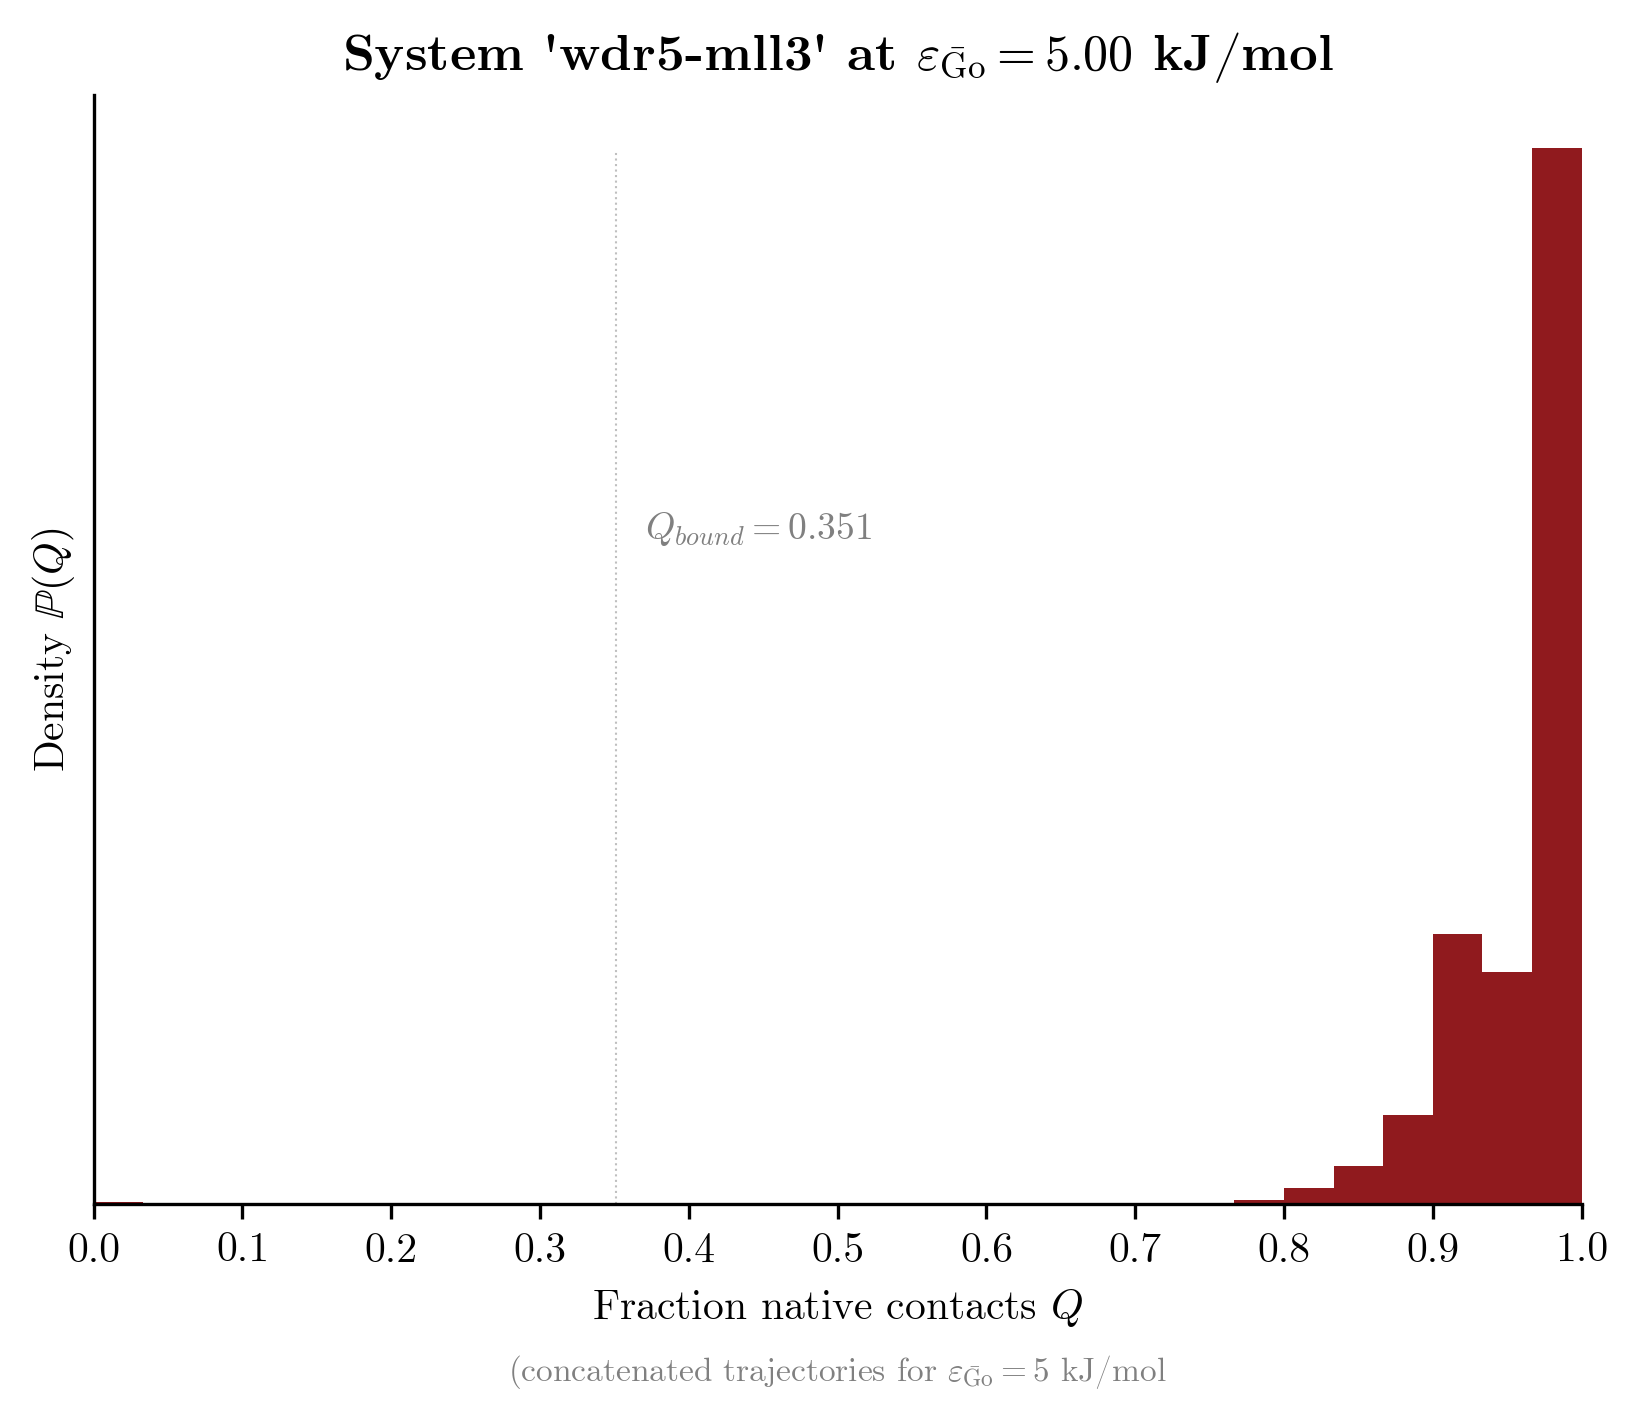 System 'wdr5-mll3' at ε_Ḡo = 5.00 kJ/mol
Density ℙ(Q)
Q_bound = 0.351
0.0 0.1 0.2 0.3 0.4 0.5 0.6 0.7 0.8 0.9 1.0
Fraction native contacts Q
(concatenated trajectories for ε_Ḡo = 5 kJ/mol